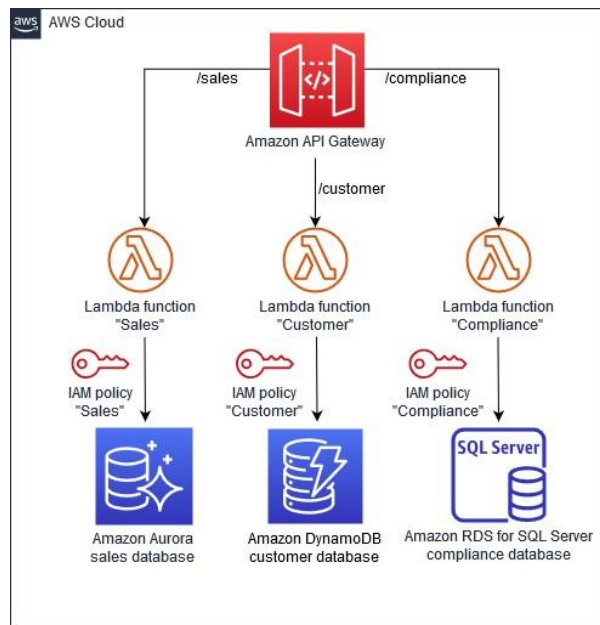 aws
AWS Cloud
/sales
/compliance
Amazon API Gateway
/customer
Lambda function
"Sales"
Lambda function
"Customer"
Lambda function
"Compliance"
IAM policy
"Sales"
IAM policy
"Customer"
IAM policy
"Compliance"
SQL Server
Amazon Aurora
sales database
Amazon DynamoDB
customer database
Amazon RDS for SQL Server
compliance database